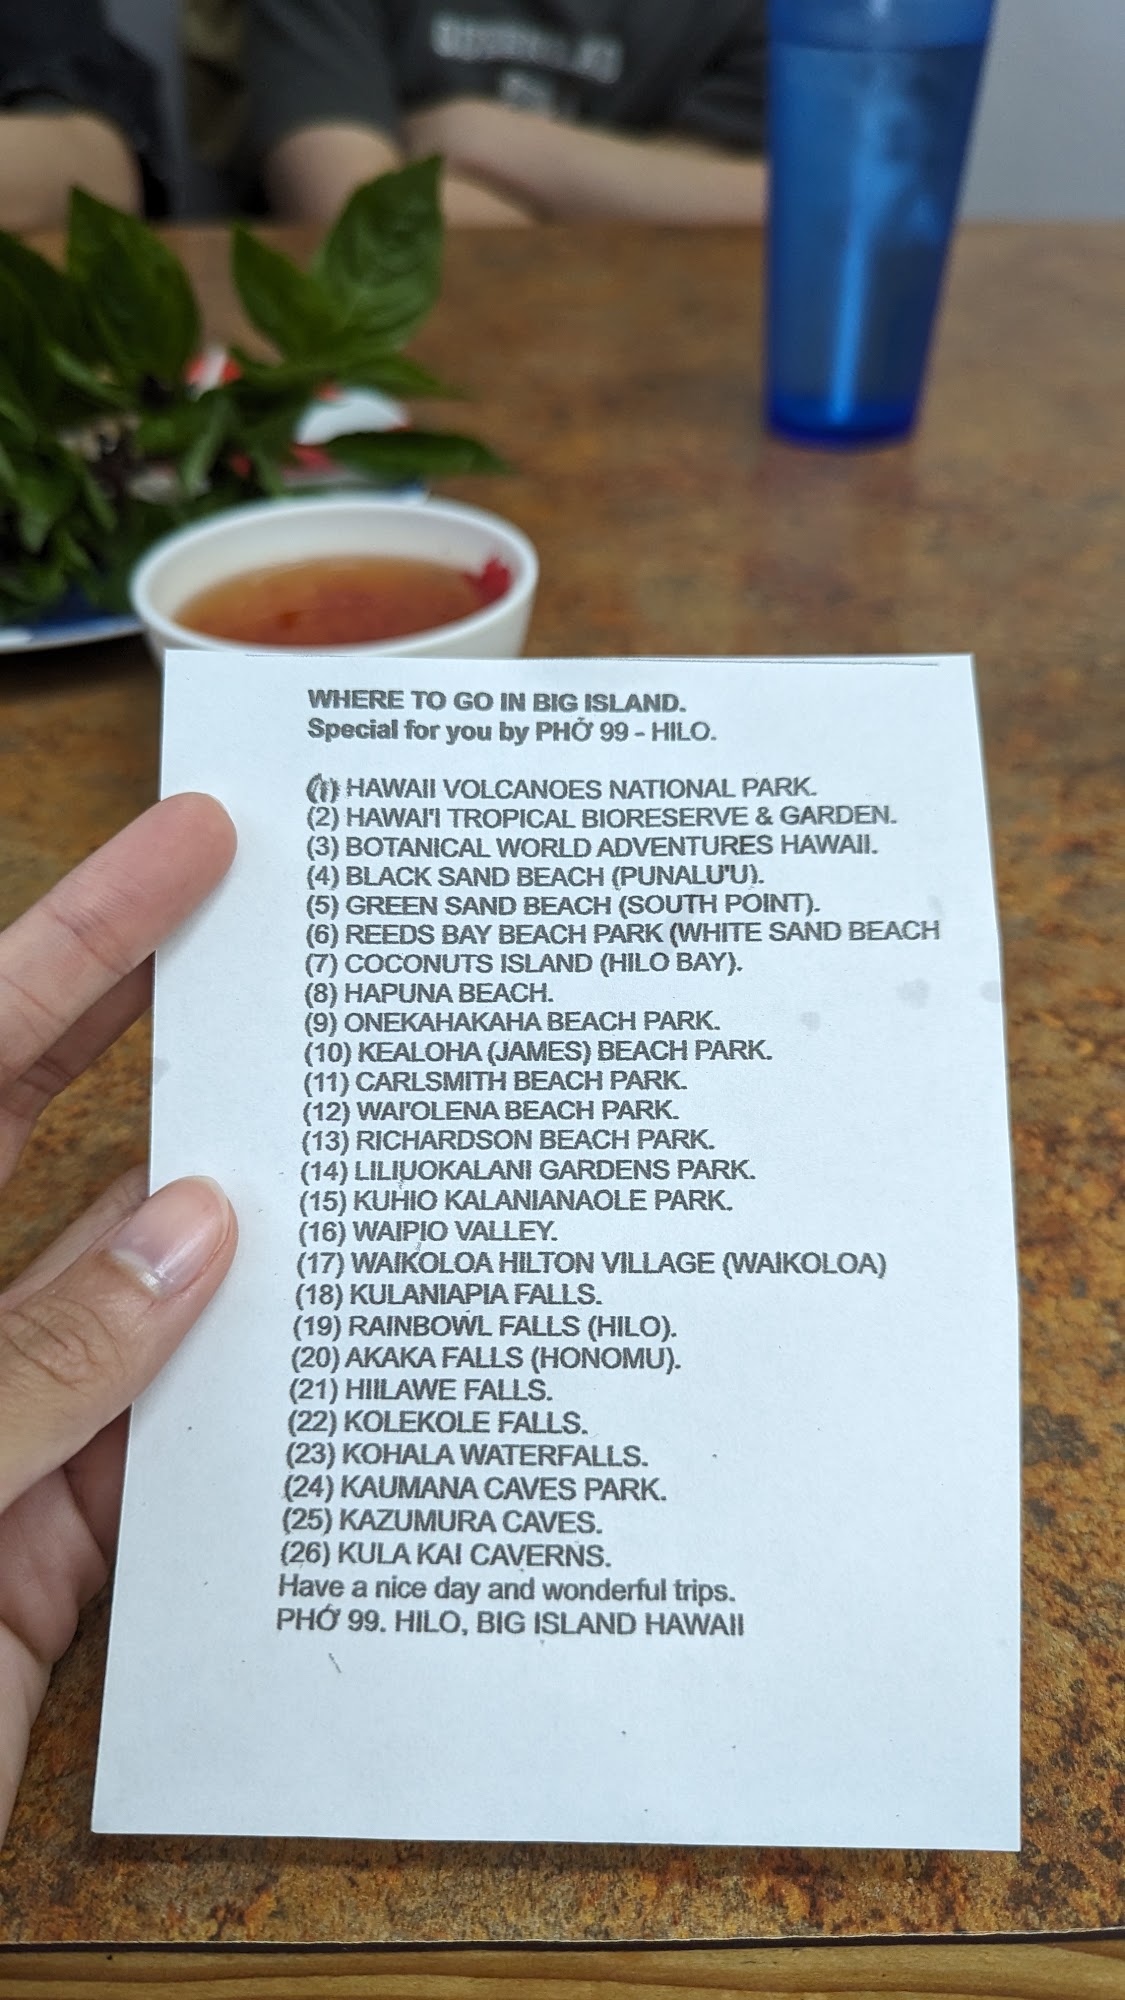 WHERE TO GO IN BIG ISLAND.
Special for you by PHỞ 99 - HILO.
(1) HAWAII VOLCANOES NATIONAL PARK.
(2) HAWAI'I TROPICAL BIORESERVE & GARDEN.
(3) BOTANICAL WORLD ADVENTURES HAWAII.
(4) BLACK SAND BEACH (PUNALU'U).
(5) GREEN SAND BEACH (SOUTH POINT).
(6) REEDS BAY BEACH PARK (WHITE SAND BEACH
(7) COCONUTS ISLAND (HILO BAY).
(8) HAPUNA BEACH.
(9) ONEKAHAKAHA BEACH PARK.
(10) KEALOHA (JAMES) BEACH PARK.
(11) CARLSMITH BEACH PARK.
(12) WAI'OLENA BEACH PARK.
(13) RICHARDSON BEACH PARK.
(14) LILIUOKALANI GARDENS PARK.
(15) KUHIO KALANIANAOLE PARK.
(16) WAIPIO VALLEY.
(17) WAIKOLOA HILTON VILLAGE (WAIKOLOA)
(18) KULANIAPIA FALLS.
(19) RAINBOWL FALLS (HILO).
(20) AKAKA FALLS (HONOMU).
(21) HIILAWE FALLS.
(22) KOLEKOLE FALLS.
(23) KOHALA WATERFALLS.
(24) KAUMANA CAVES PARK.
(25) KAZUMURA CAVES.
(26) KULA KAI CAVERNS.
Have a nice day and wonderful trips.
PHỞ 99. HILO, BIG ISLAND HAWAII